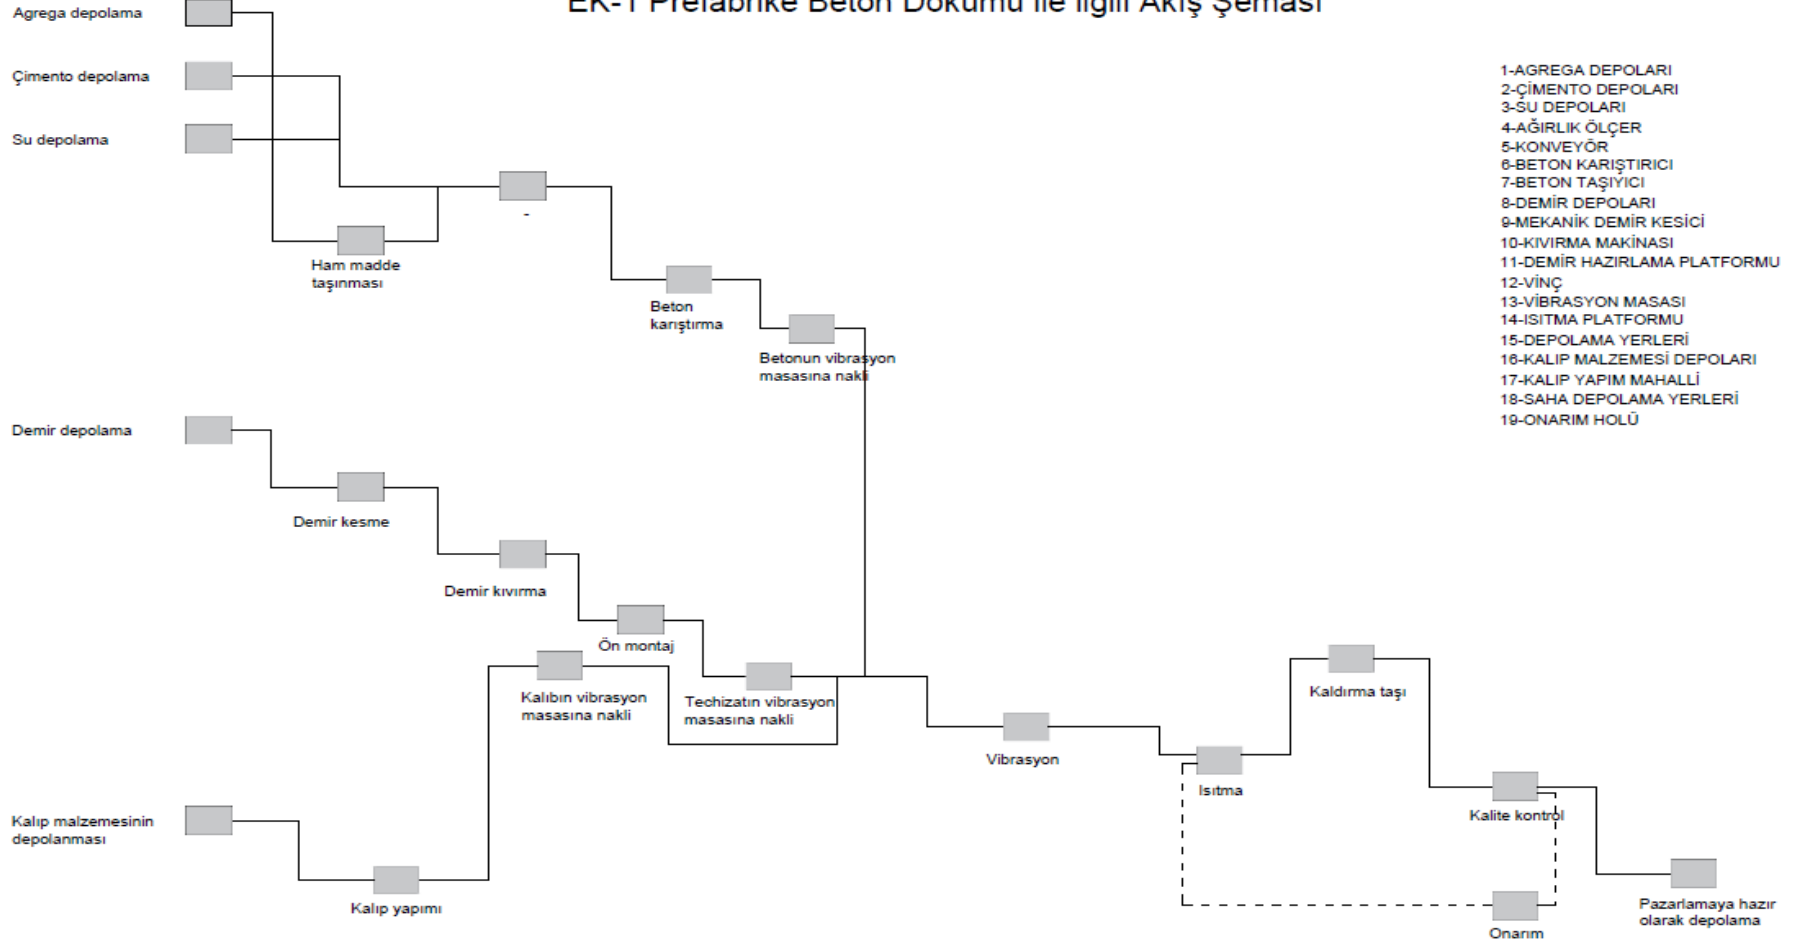 EK-1 Prefabrike Beton Dökümü ile İlgili Akış Şeması
Agrega depolama
Çimento depolama
Su depolama
-
Ham madde
taşınması
Beton
karıştırma
Betonun vibrasyon
masasına nakli
1-AGREGA DEPOLARI
2-ÇİMENTO DEPOLARI
3-SU DEPOLARI
4-AĞIRLIK ÖLÇER
5-KONVEYÖR
6-BETON KARIŞTIRICI
7-BETON TAŞIYICI
8-DEMİR DEPOLARI
9-MEKANİK DEMİR KESİCİ
10-KIVIRMA MAKİNASI
11-DEMİR HAZIRLAMA PLATFORMU
12-VİNÇ
13-VİBRASYON MASASI
14-ISITMA PLATFORMU
15-DEPOLAMA YERLERİ
16-KALIP MALZEMESİ DEPOLARI
17-KALIP YAPIM MAHALLİ
18-SAHA DEPOLAMA YERLERİ
19-ONARIM HOLÜ
Demir depolama
Demir kesme
Demir kıvırma
Ön montaj
Kalıbın vibrasyon
masasına nakli
Techizatın vibrasyon
masasına nakli
Kaldırma taşı
Vibrasyon
Isıtma
Kalite kontrol
Kalıp malzemesinin
depolanması
Kalıp yapımı
Onarım
Pazarlamaya hazır
olarak depolama